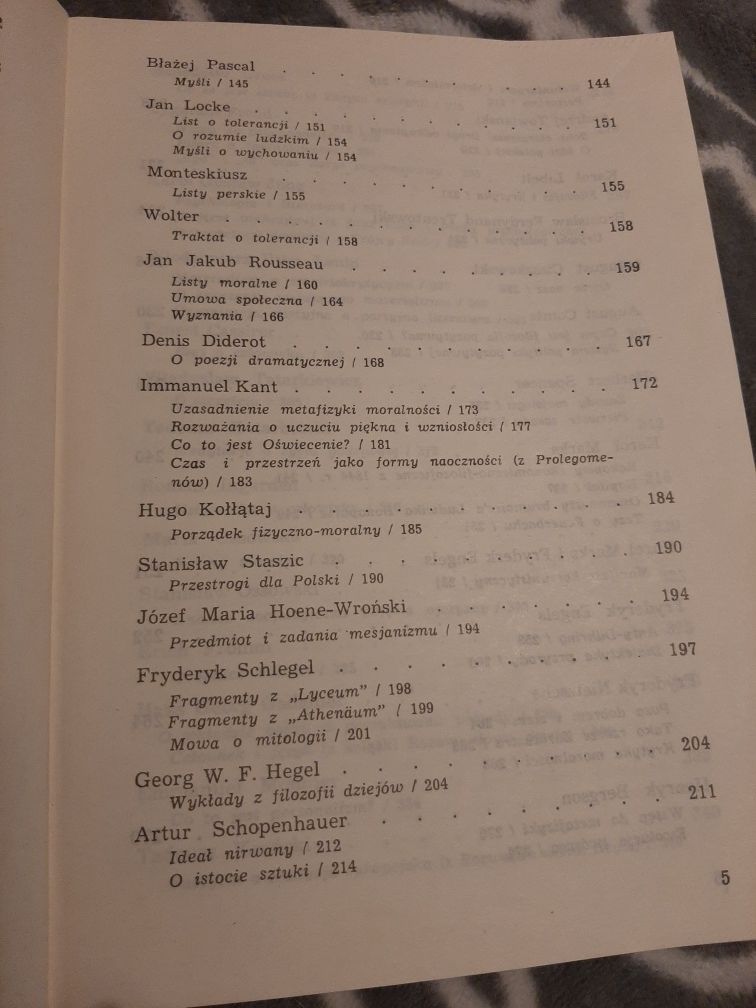 Błażej Pascal . . . . . . . . . . 144
Myśli / 145
Jan Locke . . . . . . . . . . . 151
List o tolerancji / 151
O rozumie ludzkim / 154
Myśli o wychowaniu / 154
Monteskiusz . . . . . . . . . . 155
Listy perskie / 155
Wolter . . . . . . . . . . . . 158
Traktat o tolerancji / 158
Jan Jakub Rousseau . . . . . . . . 159
Listy moralne / 160
Umowa społeczna / 164
Wyznania / 166
Denis Diderot . . . . . . . . . . 167
O poezji dramatycznej / 168
Immanuel Kant . . . . . . . . . . 172
Uzasadnienie metafizyki moralności / 173
Rozważania o uczuciu piękna i wzniosłości / 177
Co to jest Oświecenie? / 181
Czas i przestrzeń jako formy naoczności (z Prolegome-
nów) / 183
Hugo Kołłątaj . . . . . . . . . . 184
Porządek fizyczno-moralny / 185
Stanisław Staszic . . . . . . . . . 190
Przestrogi dla Polski / 190
Józef Maria Hoene-Wroński . . . . . . 194
Przedmiot i zadania mesjanizmu / 194
Fryderyk Schlegel . . . . . . . . . 197
Fragmenty z „Lyceum” / 198
Fragmenty z „Athenäum” / 199
Mowa o mitologii / 201
Georg W. F. Hegel . . . . . . . . . 204
Wykłady z filozofii dziejów / 204
Artur Schopenhauer . . . . . . . . 211
Ideał nirwany / 212
O istocie sztuki / 214
5